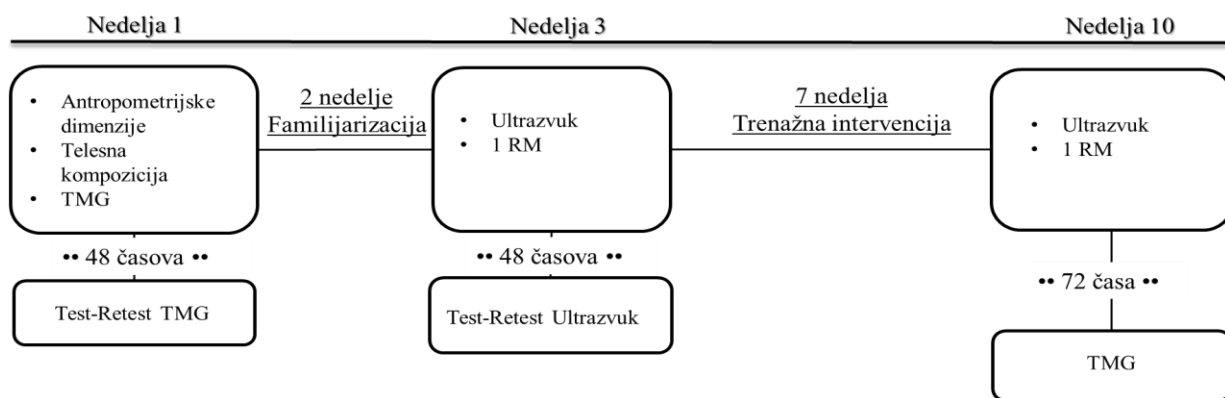 Nedelja 1
Nedelja 3
Nedelja 10
• Antropometrijske
dimenzije
• Telesna
kompozicija
• TMG
2 nedelje
Familijarizacija
• Ultrazvuk
• 1 RM
7 nedelja
Trenažna intervencija
• Ultrazvuk
• 1 RM
•• 48 časova ••
•• 48 časova ••
•• 72 časa ••
Test-Retest TMG
Test-Retest Ultrazvuk
TMG